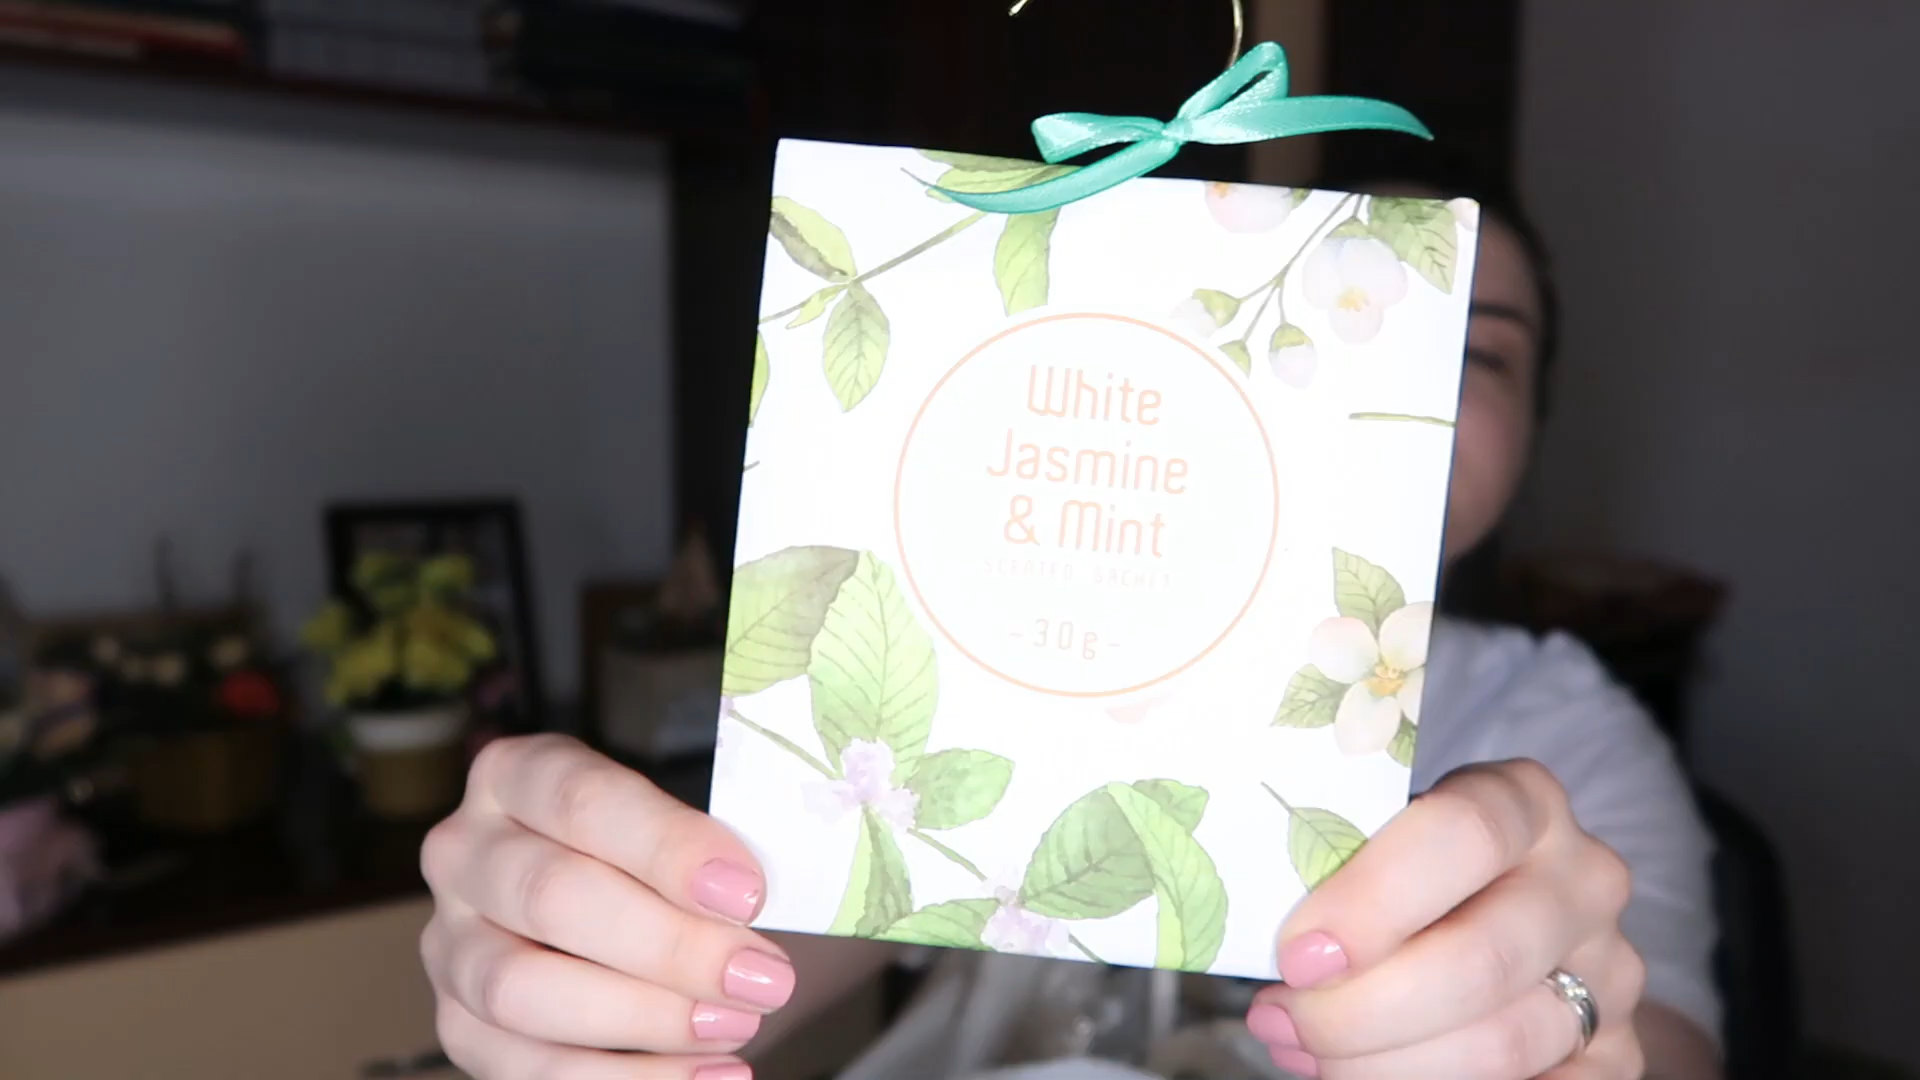 White
Jasmine
& Mint
SCENTED SACHET
-30g-